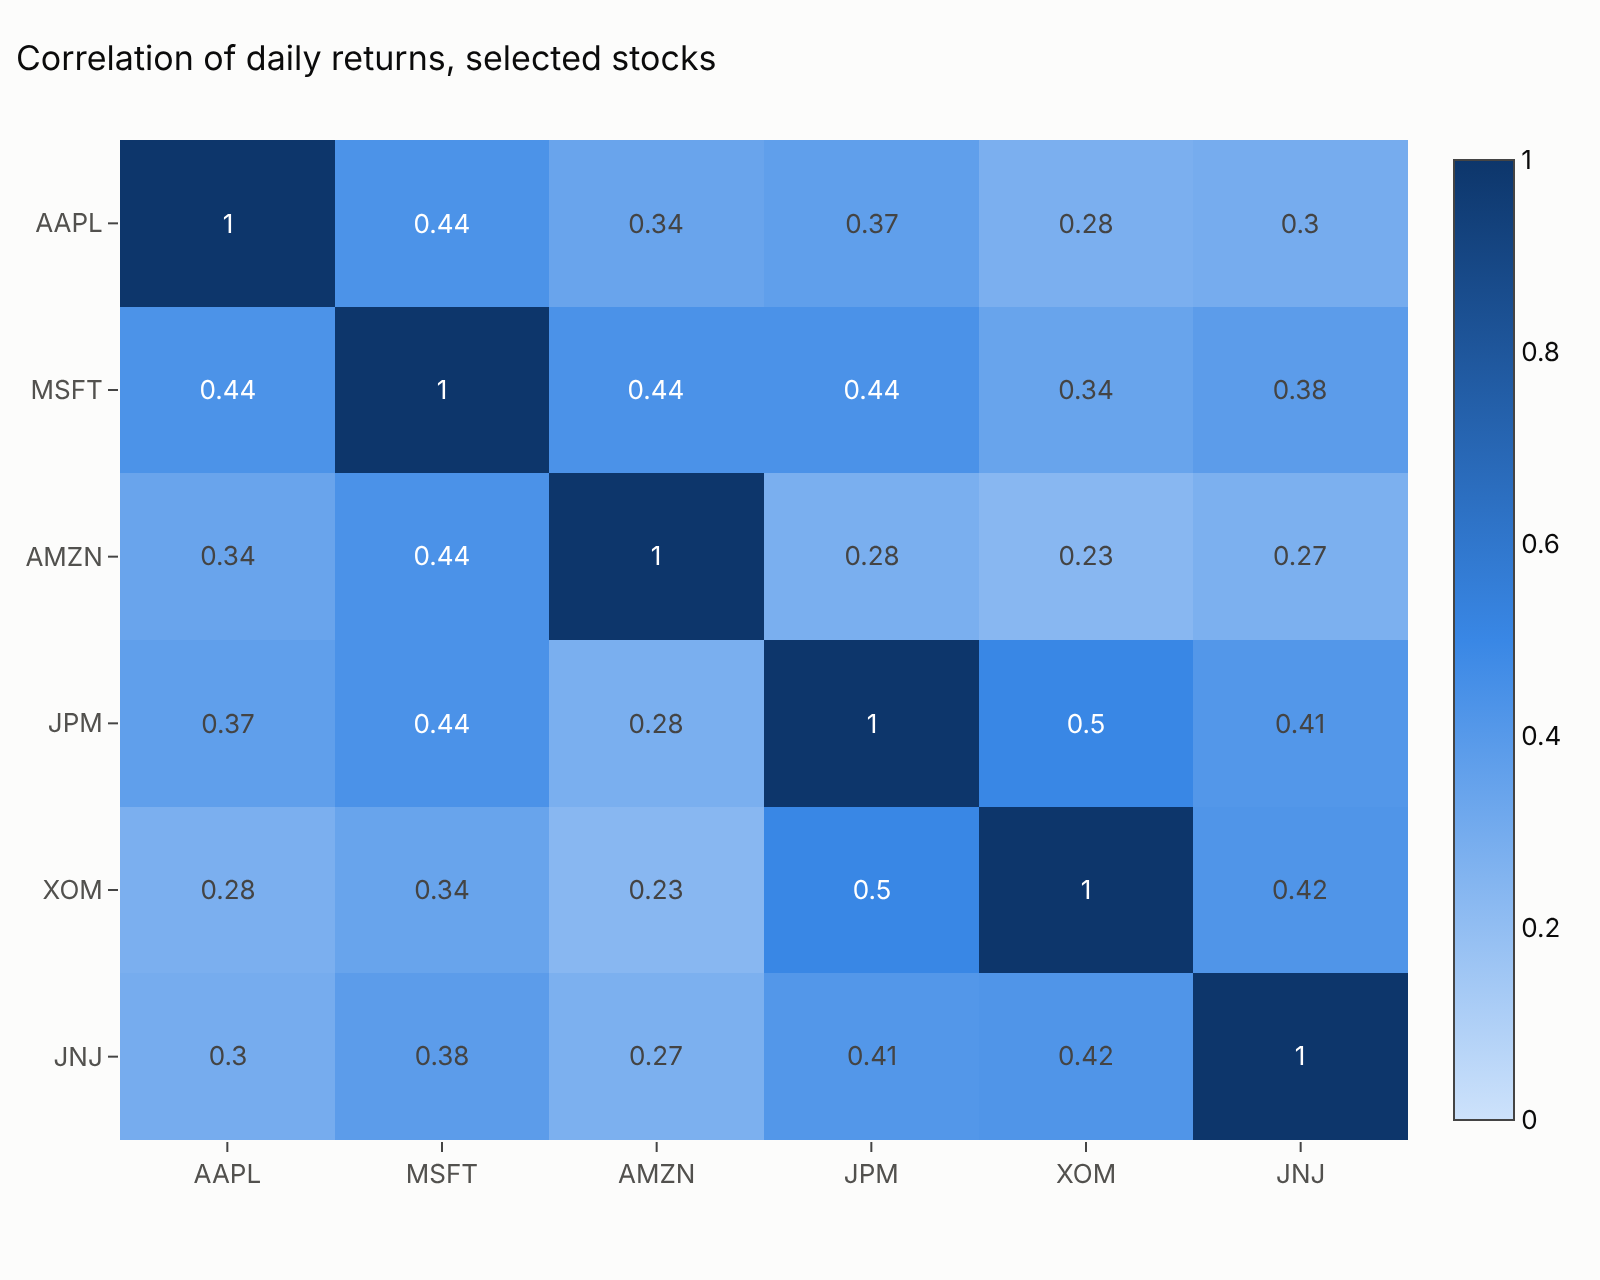 Correlation of daily returns, selected stocks
AAPL 1 0.44 0.34 0.37 0.28 0.3
MSFT 0.44 1 0.44 0.44 0.34 0.38
AMZN 0.34 0.44 1 0.28 0.23 0.27
JPM 0.37 0.44 0.28 1 0.5 0.41
XOM 0.28 0.34 0.23 0.5 1 0.42
JNJ 0.3 0.38 0.27 0.41 0.42 1
AAPL MSFT AMZN JPM XOM JNJ
1
0.8
0.6
0.4
0.2
0